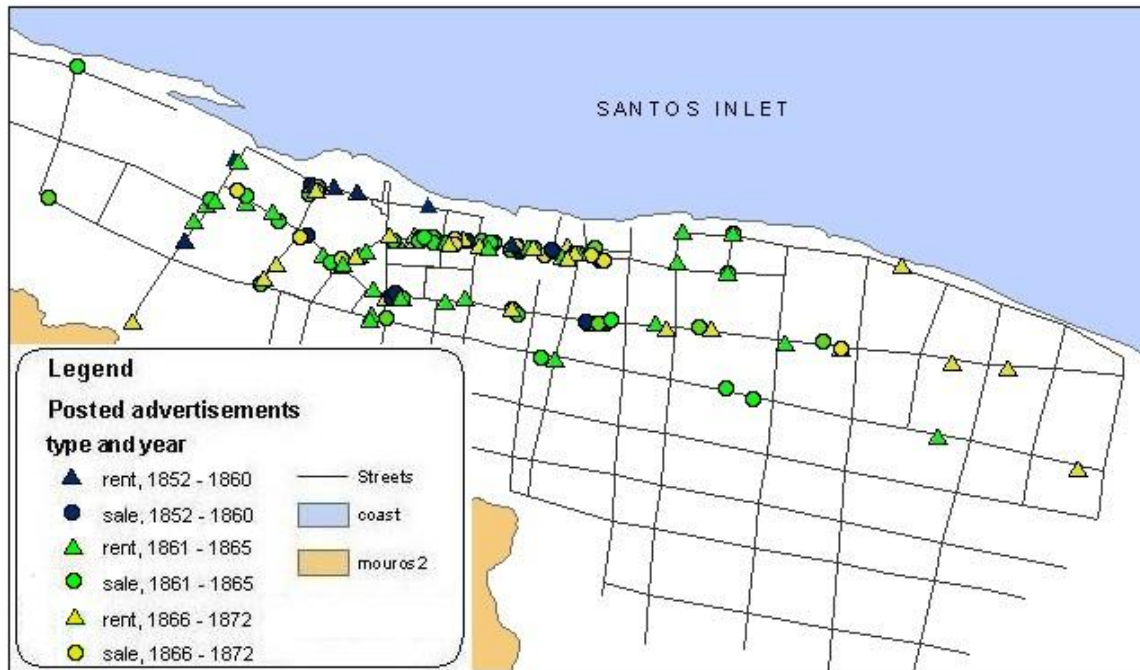 SANTOS INLET
Legend
Posted advertisements
type and year
rent, 1852 - 1860
sale, 1852 - 1860
rent, 1861 - 1865
sale, 1861 - 1865
rent, 1866 - 1872
sale, 1866 - 1872
Streets
coast
mouros2